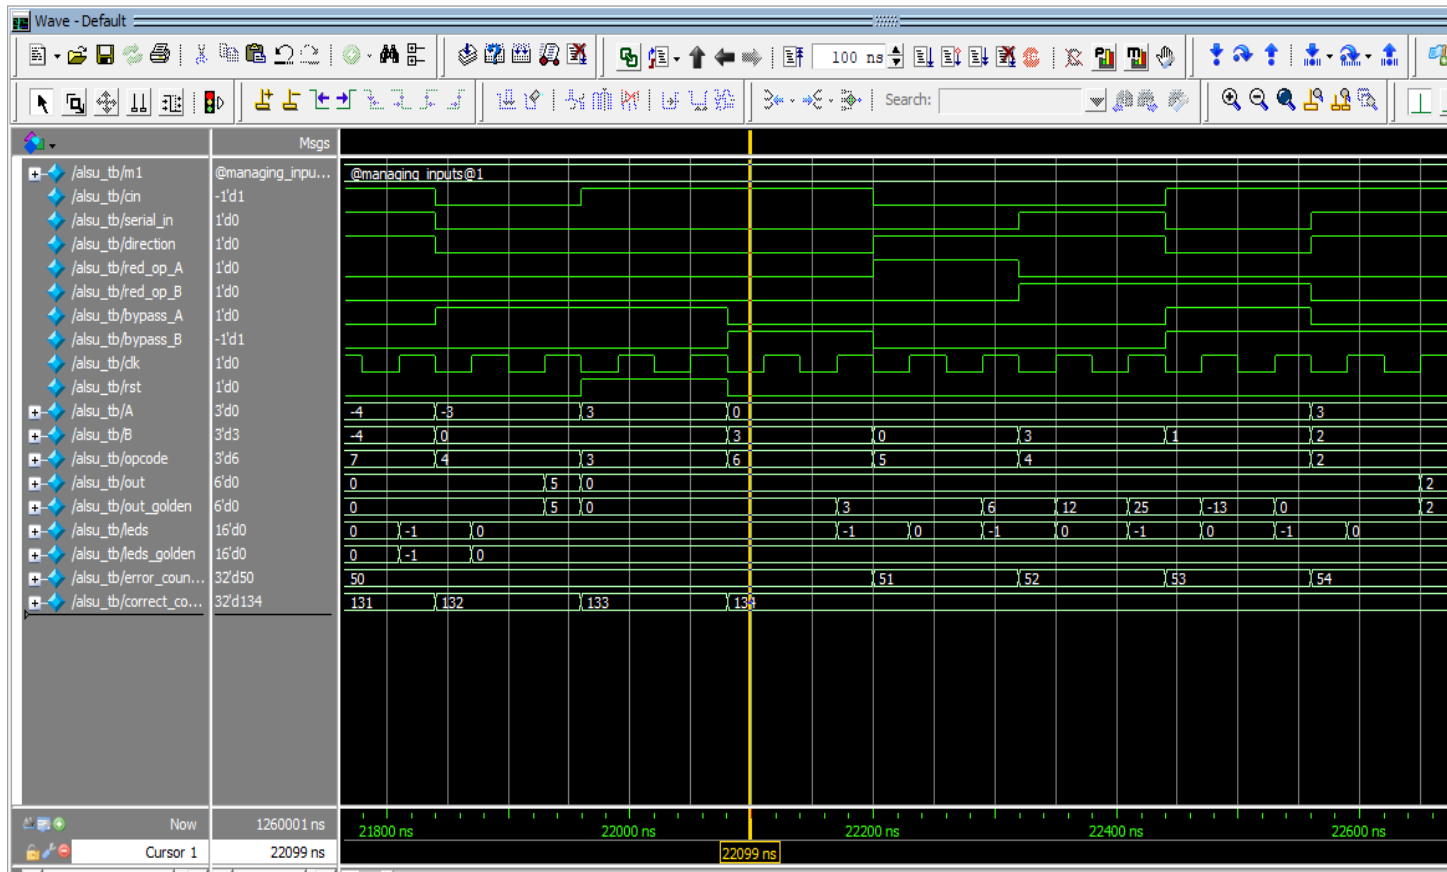 Wave - Default
100 ns
Search:
Msgs
/alsu_tb/m1 @managing_inpu... @managing_inputs@1
/alsu_tb/cin -1'd1
/alsu_tb/serial_in 1'd0
/alsu_tb/direction 1'd0
/alsu_tb/red_op_A 1'd0
/alsu_tb/red_op_B 1'd0
/alsu_tb/bypass_A 1'd0
/alsu_tb/bypass_B -1'd1
/alsu_tb/clk 1'd0
/alsu_tb/rst 1'd0
/alsu_tb/A 3'd0 -4 -3 3 0 3
/alsu_tb/B 3'd3 -4 0 3 0 3 1 2
/alsu_tb/opcode 3'd6 7 4 3 6 5 4 2
/alsu_tb/out 6'd0 0 5 0 2
/alsu_tb/out_golden 6'd0 0 5 0 3 6 12 25 -13 0 2
/alsu_tb/leds 16'd0 0 -1 0 -1 0 -1 0 -1 0 -1 0
/alsu_tb/leds_golden 16'd0 0 -1 0
/alsu_tb/error_coun... 32'd50 50 51 52 53 54
/alsu_tb/correct_co... 32'd134 131 132 133 134
Now 1260001 ns 21800 ns 22000 ns 22200 ns 22400 ns 22600 ns
Cursor 1 22099 ns 22099 ns